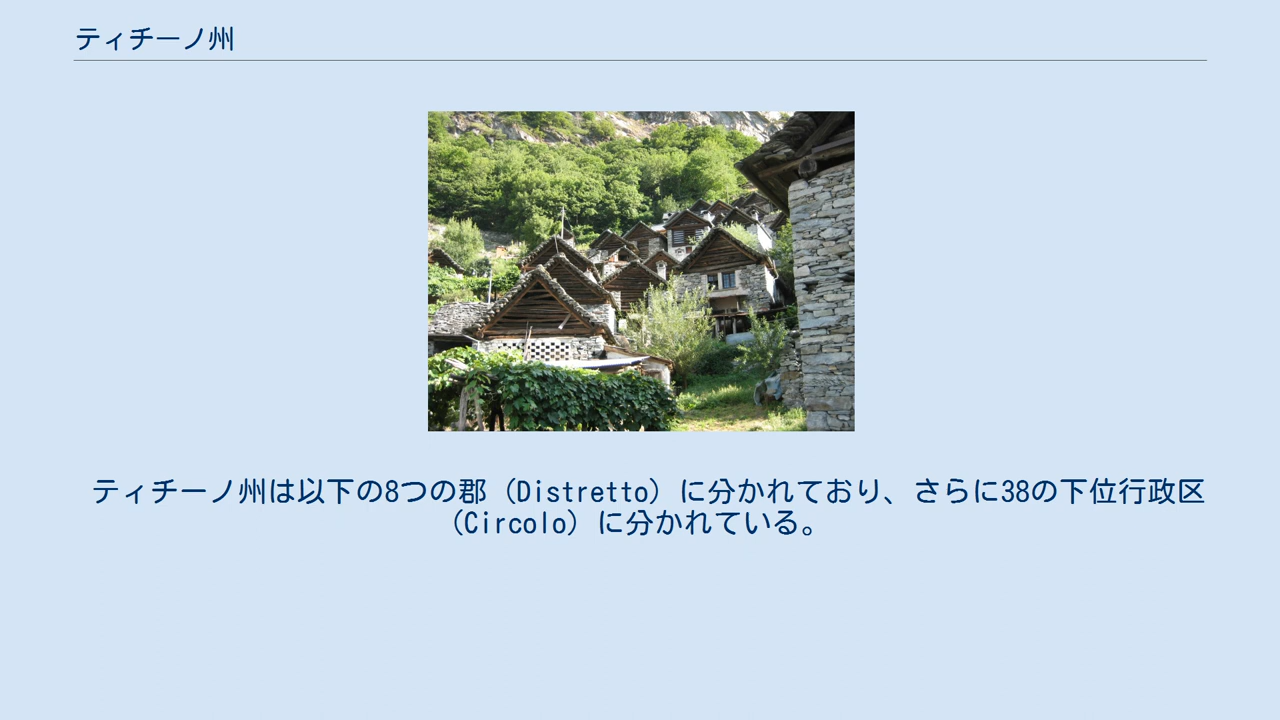 ティチーノ州
ティチーノ州は以下の8つの郡（Distretto）に分かれており、さらに38の下位行政区
（Circolo）に分かれている。